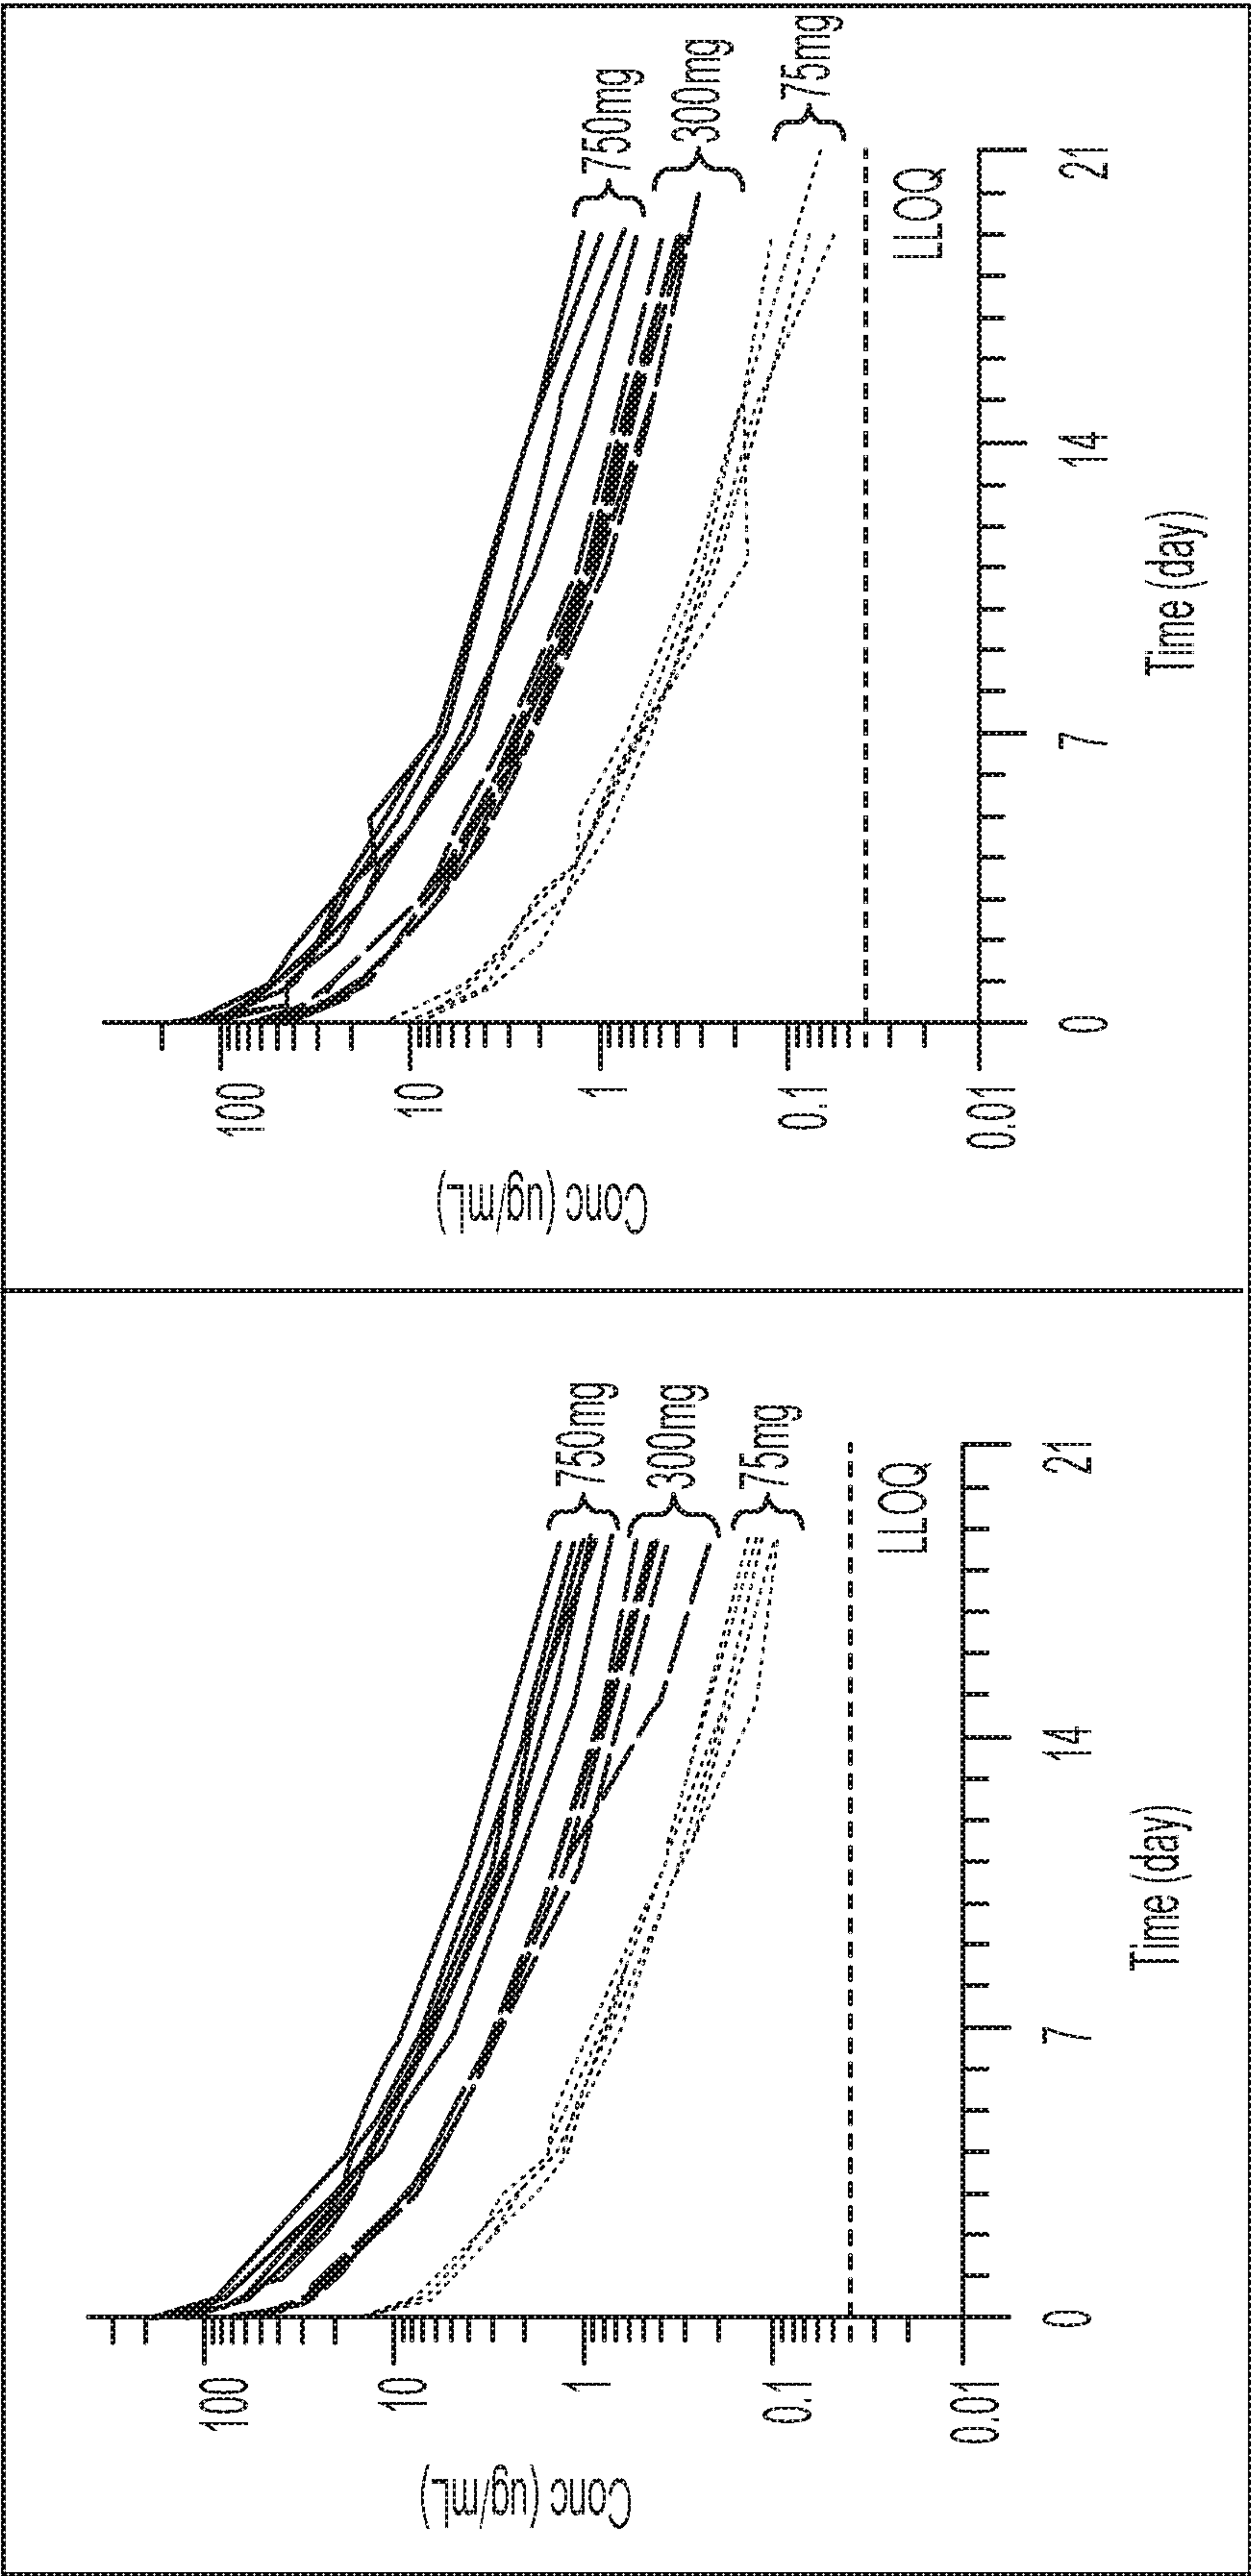 Conc (ug/mL)
100
10
1
0.1
0.01
0
7
14
21
Time (day)
750mg
300mg
75mg
LLOQ
Conc (ug/mL)
100
10
1
0.1
0.01
0
7
14
21
Time (day)
750mg
300mg
75mg
LLOQ